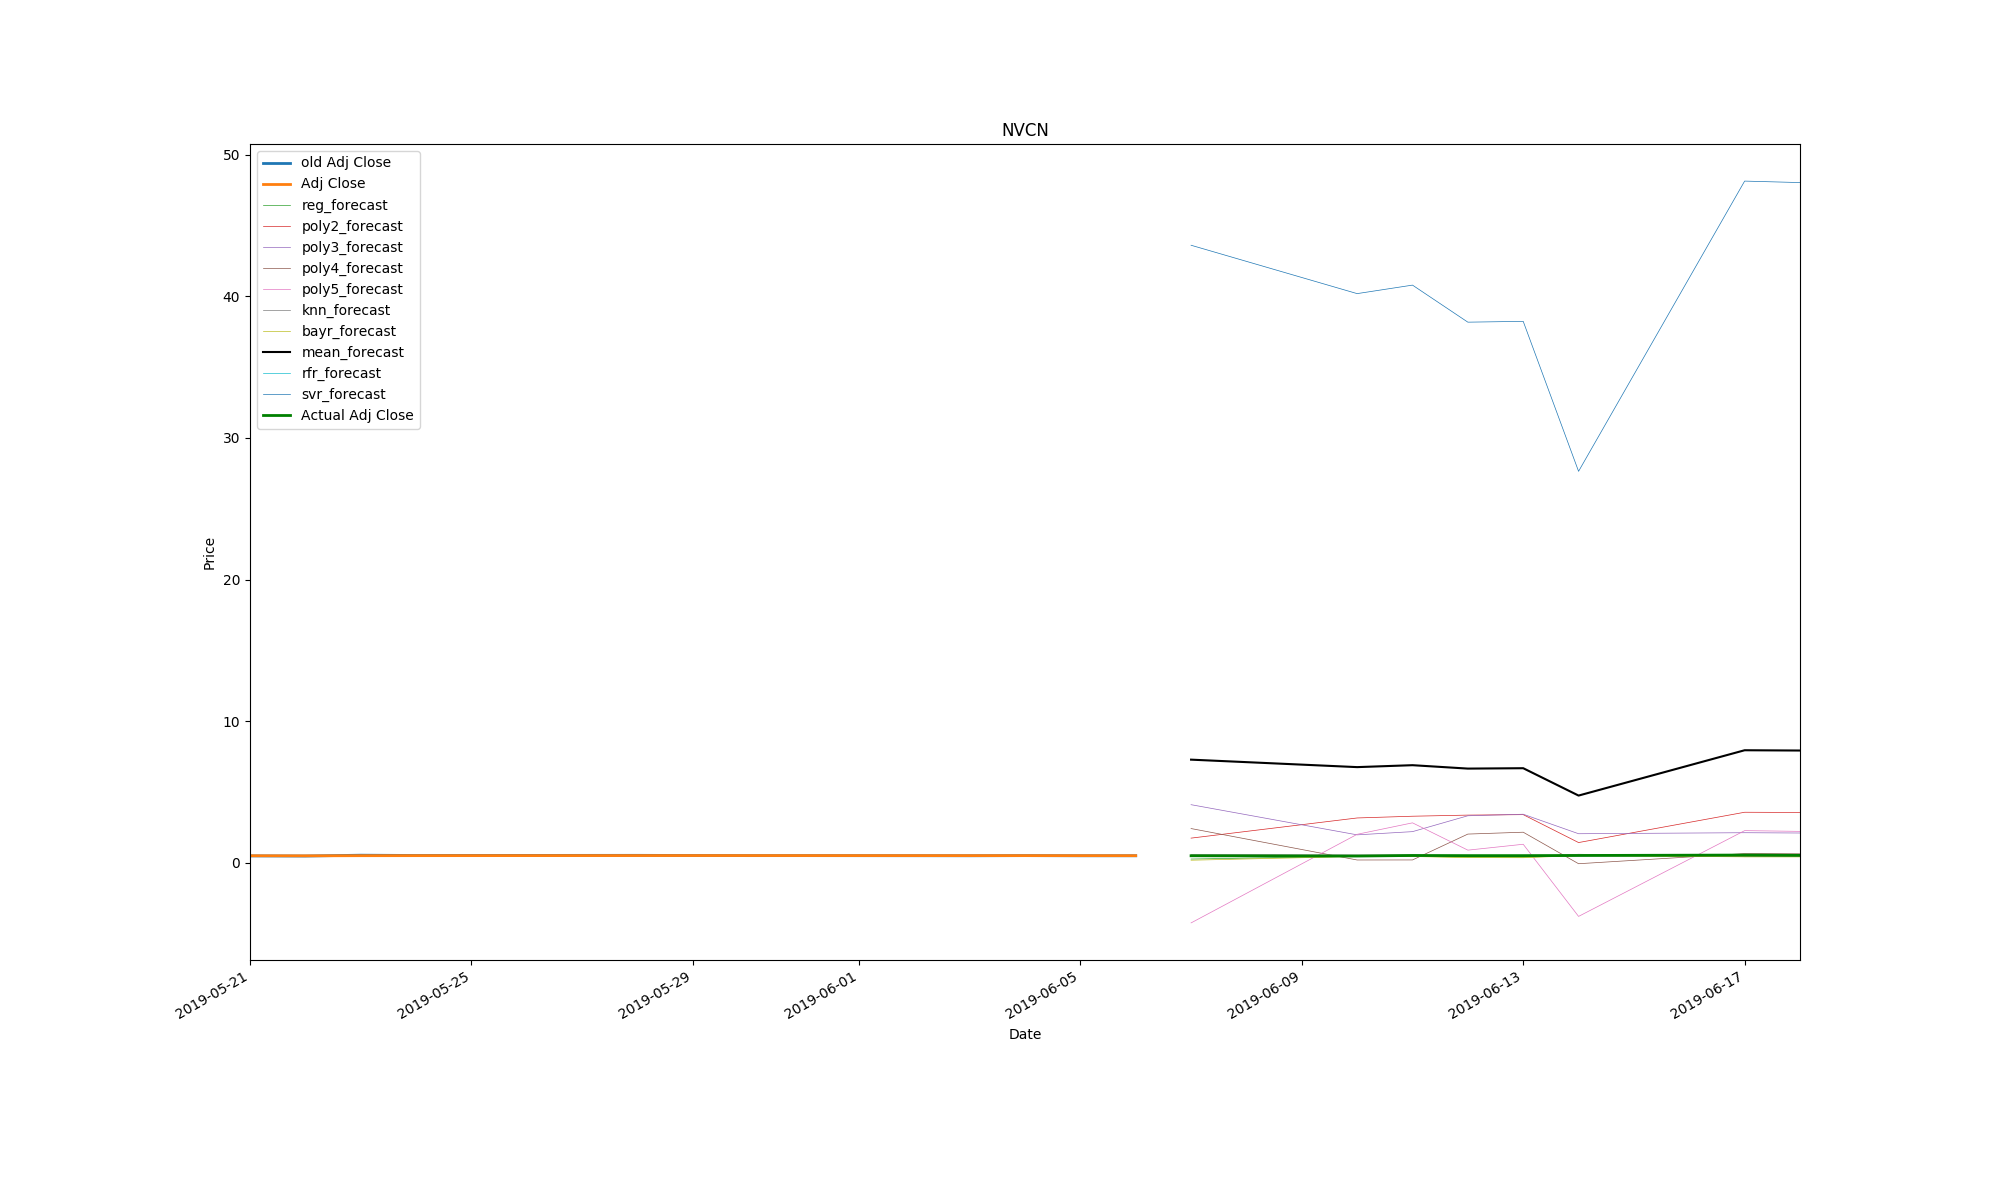 NVCN
50
40
30
20
10
0
Price
old Adj Close
Adj Close
reg_forecast
poly2_forecast
poly3_forecast
poly4_forecast
poly5_forecast
knn_forecast
bayr_forecast
mean_forecast
rfr_forecast
svr_forecast
Actual Adj Close
2019-05-21
2019-05-25
2019-05-29
2019-06-01
2019-06-05
2019-06-09
2019-06-13
2019-06-17
Date